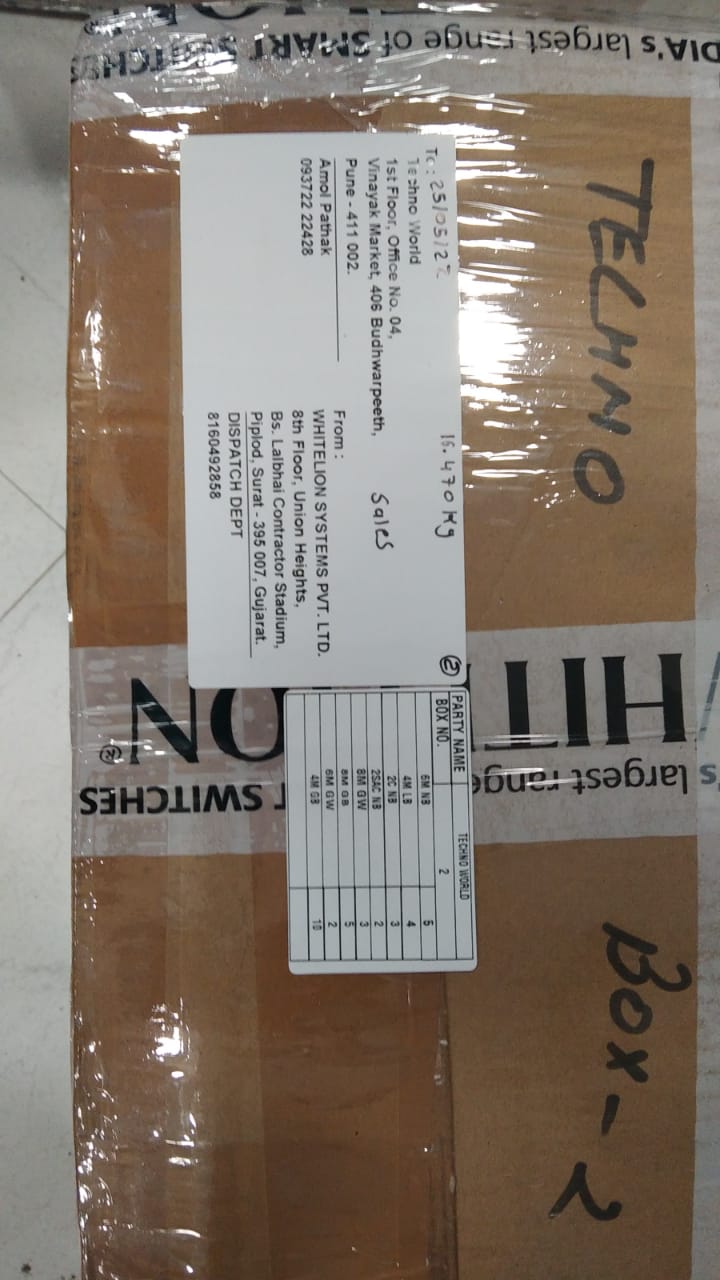 DIA's largest range of SMART SWITCHES
TECHNO
BOX-2
To: 25/05/22
Techno World
1st Floor, Office No. 04,
Vinayak Market, 406 Budhwarpeeth,
Pune - 411 002.
Amol Pathak
093722 22428
16.470 Kg
Sales
2
From :
WHITELION SYSTEMS PVT. LTD.
8th Floor, Union Heights,
Bs. Lalbhai Contractor Stadium,
Piplod, Surat - 395 007, Gujarat.
DISPATCH DEPT
8160492858
PARTY NAME TECHNO WORLD
BOX NO. 2
6M NB 5
4M LB 4
2C NB 3
2SAC NB 2
8M GW 3
8M GB 5
6M GW 2
4M GB 10
HIT ON ®
largest range T SWITCHES